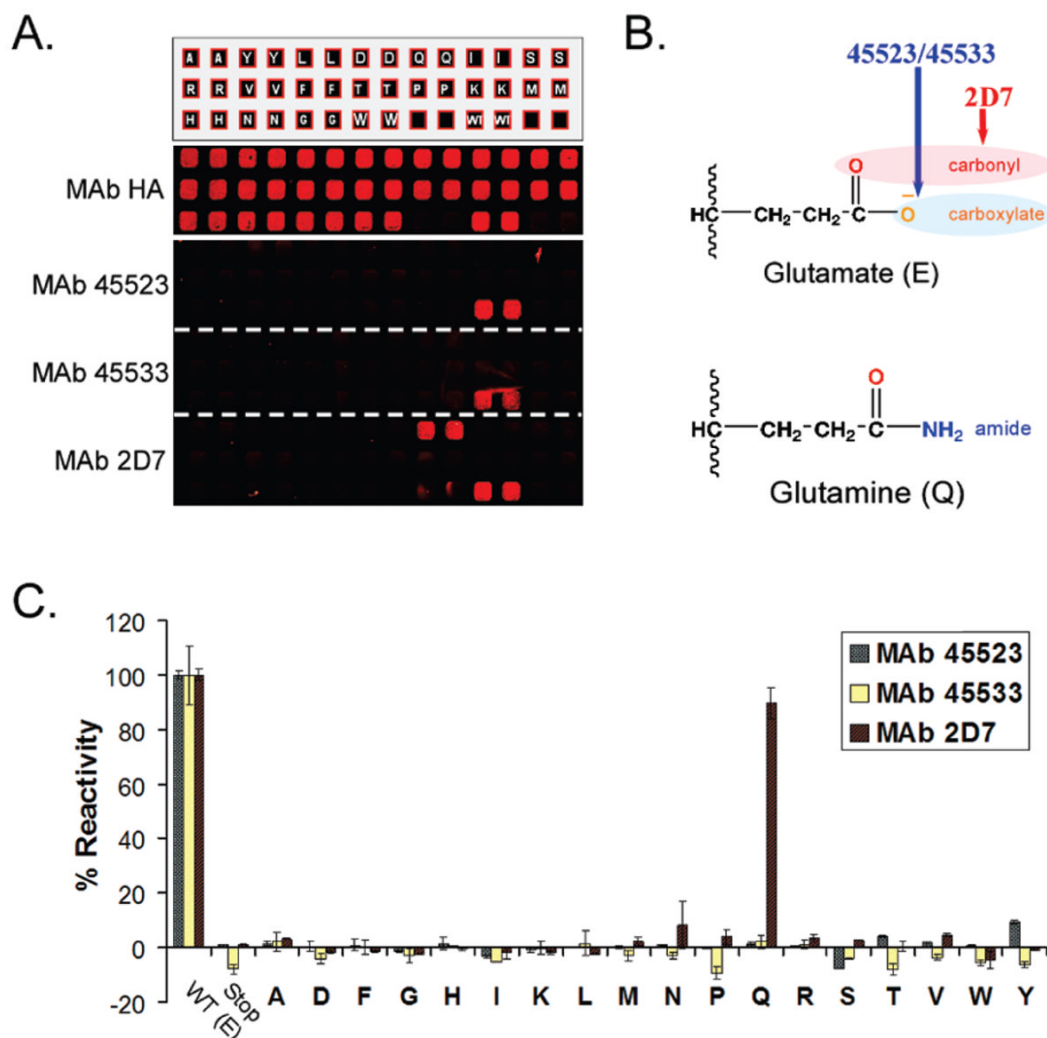 A.
A A Y Y L L D D Q Q I I S S
R R V V F F T T P P K K M M
H H N N G G W W WT WT
MAb HA
MAb 45523
MAb 45533
MAb 2D7
B.
45523/45533
2D7
carbonyl
O
HC—CH₂-CH₂-C—O⁻ carboxylate
Glutamate (E)
O
HC—CH₂-CH₂-C—NH₂ amide
Glutamine (Q)
C.
% Reactivity
120
100
80
60
40
20
0
-20
MAb 45523
MAb 45533
MAb 2D7
WT (E) Stop A D F G H I K L M N P Q R S T V W Y